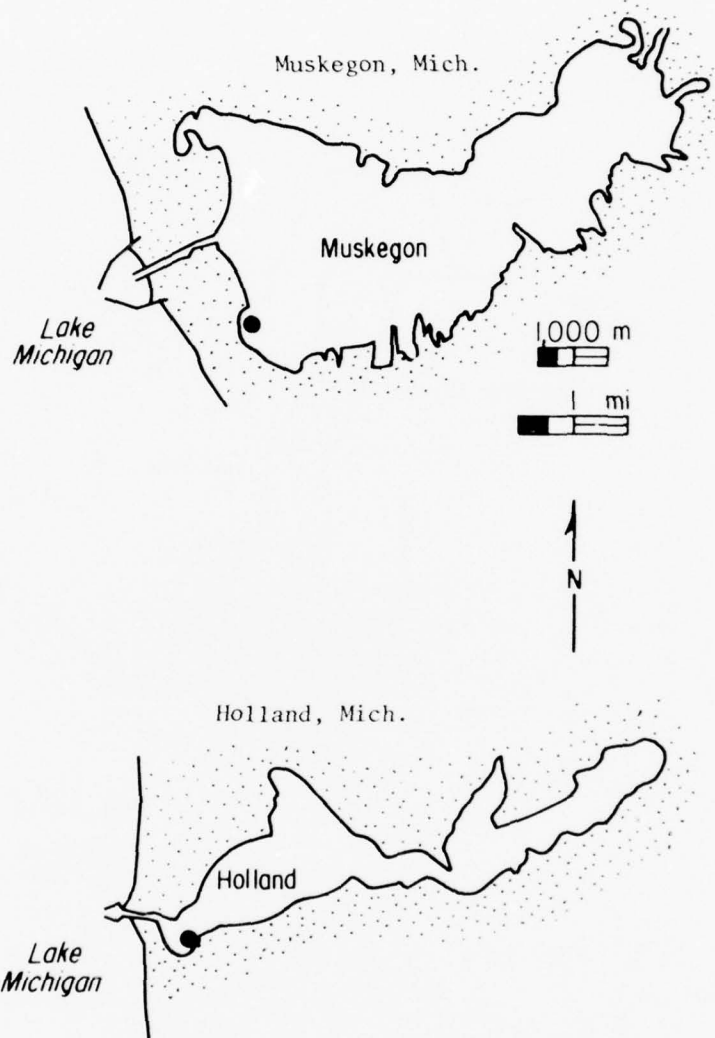 Muskegon, Mich.
Muskegon
Lake
Michigan
1,000 m
1 mi
N
Holland, Mich.
Holland
Lake
Michigan